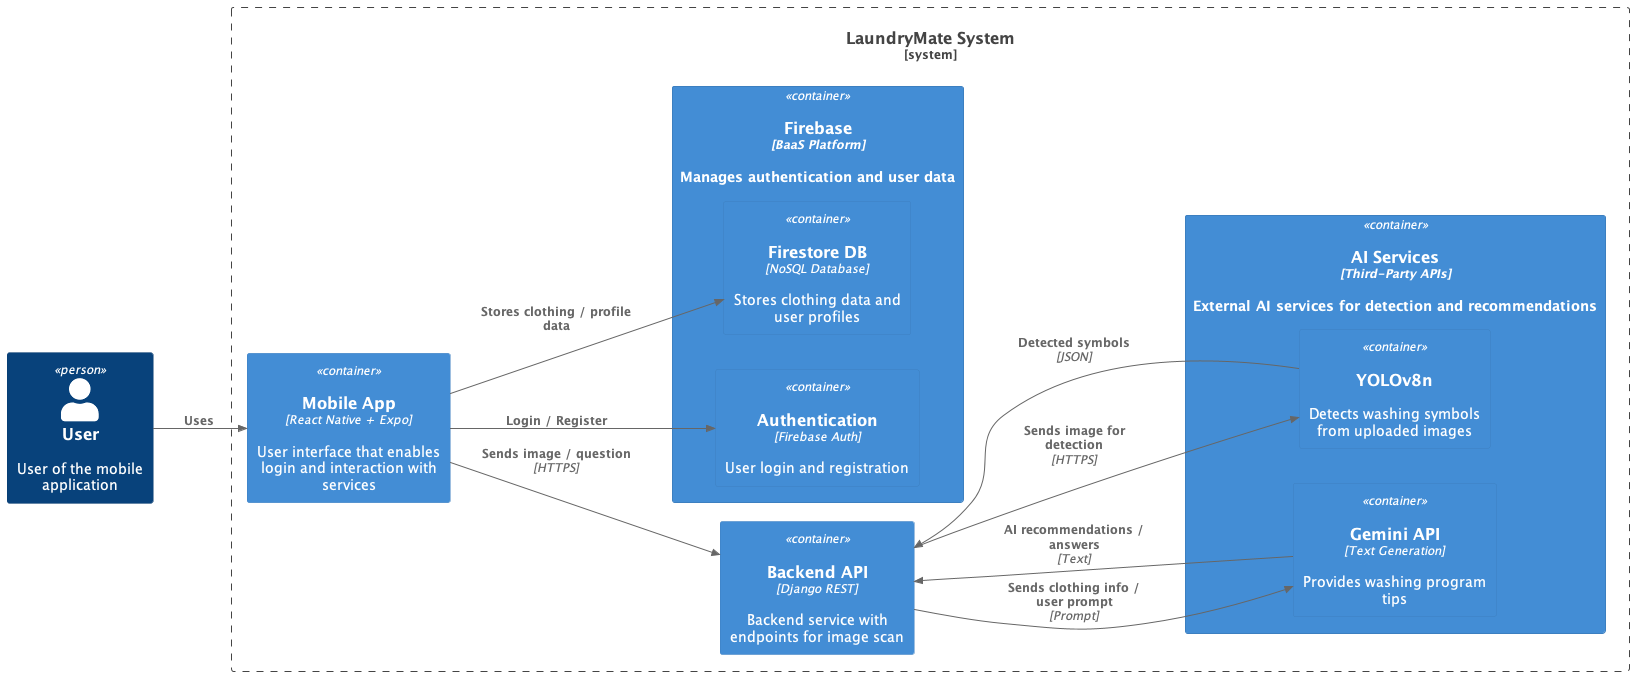 LaundryMate System
[system]
«person»
User
User of the mobile
application
Uses
«container»
Mobile App
[React Native + Expo]
User interface that enables
login and interaction with
services
Stores clothing / profile
data
Login / Register
Sends image / question
[HTTPS]
«container»
Firebase
[BaaS Platform]
Manages authentication and user data
«container»
Firestore DB
[NoSQL Database]
Stores clothing data and
user profiles
«container»
Authentication
[Firebase Auth]
User login and registration
«container»
Backend API
[Django REST]
Backend service with
endpoints for image scan
Detected symbols
[JSON]
Sends image for
detection
[HTTPS]
AI recommendations /
answers
[Text]
Sends clothing info /
user prompt
[Prompt]
«container»
AI Services
[Third-Party APIs]
External AI services for detection and recommendations
«container»
YOLOv8n
Detects washing symbols
from uploaded images
«container»
Gemini API
[Text Generation]
Provides washing program
tips